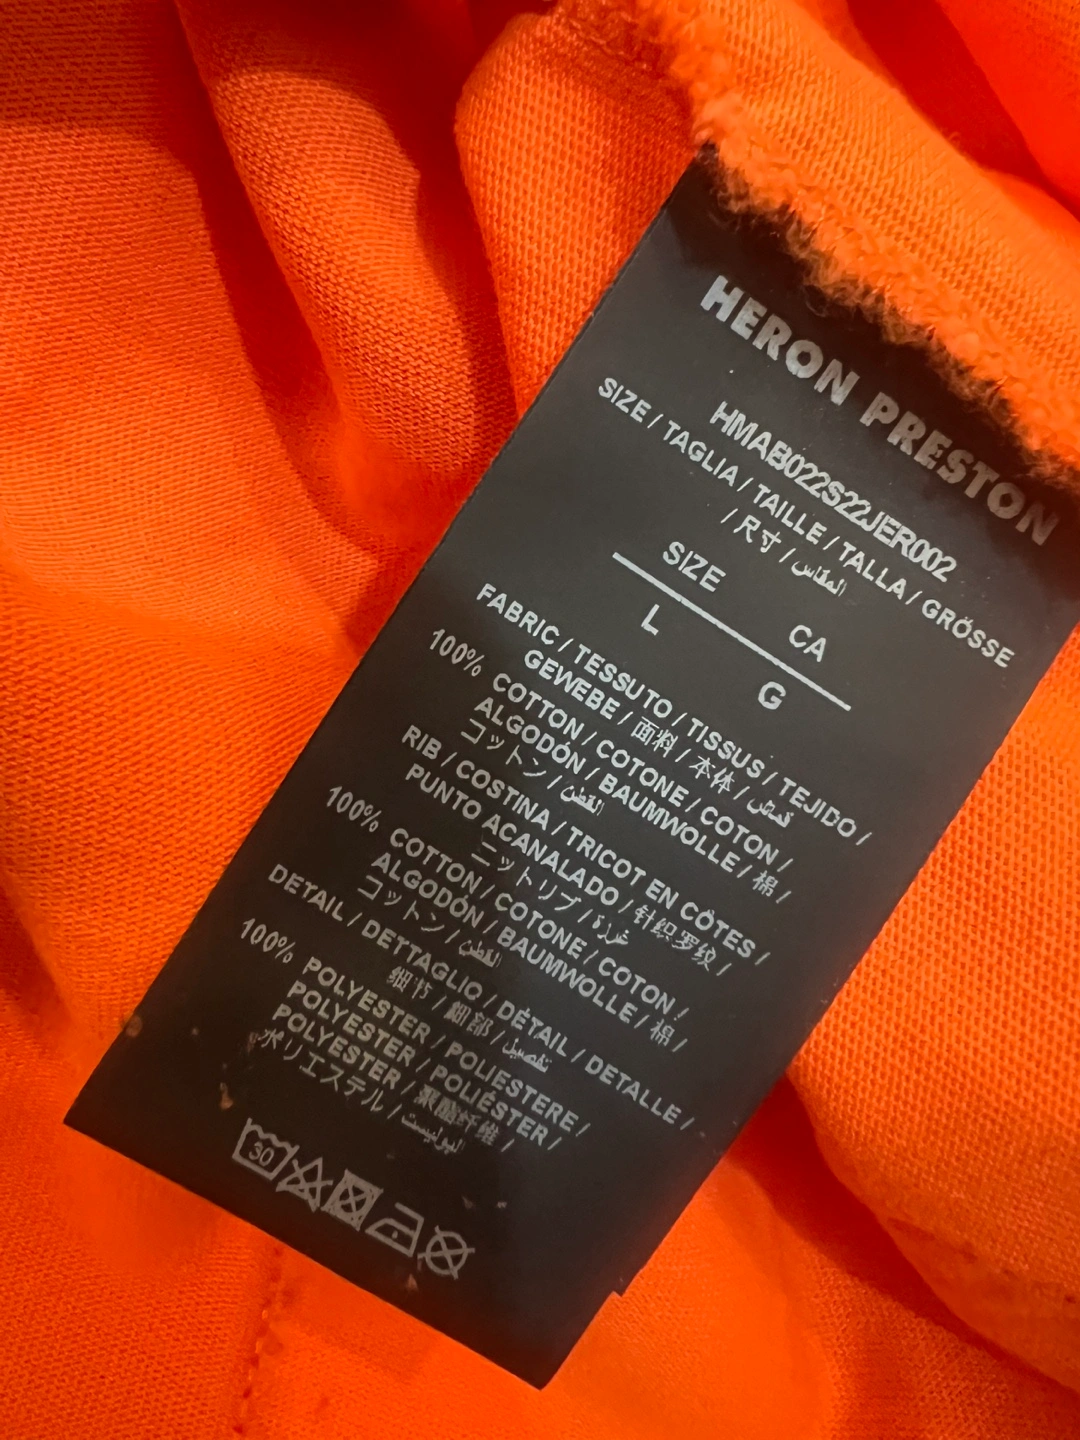 HERON PRESTON
HMAB022S22JER002
SIZE / TAGLIA / TAILLE / TALLA / GRÖSSE
/ 尺寸 / المقاس
SIZE CA
L G
FABRIC / TESSUTO / TISSUS / TEJIDO /
GEWEBE / 面料 / 本体 / قمش
100% COTTON / COTONE / COTON /
ALGODÓN / BAUMWOLLE / 棉 /
コットン / القطن
RIB / COSTINA / TRICOT EN CÔTES /
PUNTO ACANALADO / 针织罗纹 /
ニットリブ / غرزة
100% COTTON / COTONE / COTON /
ALGODÓN / BAUMWOLLE / 棉 /
コットン / القطن
DETAIL / DETTAGLIO / DÉTAIL / DETALLE /
细节 / 細部 / تفصيل
100% POLYESTER / POLIESTERE /
POLYESTER / POLIÉSTER /
POLYESTER / 聚酯纤维 /
ポリエステル / البوليست
30